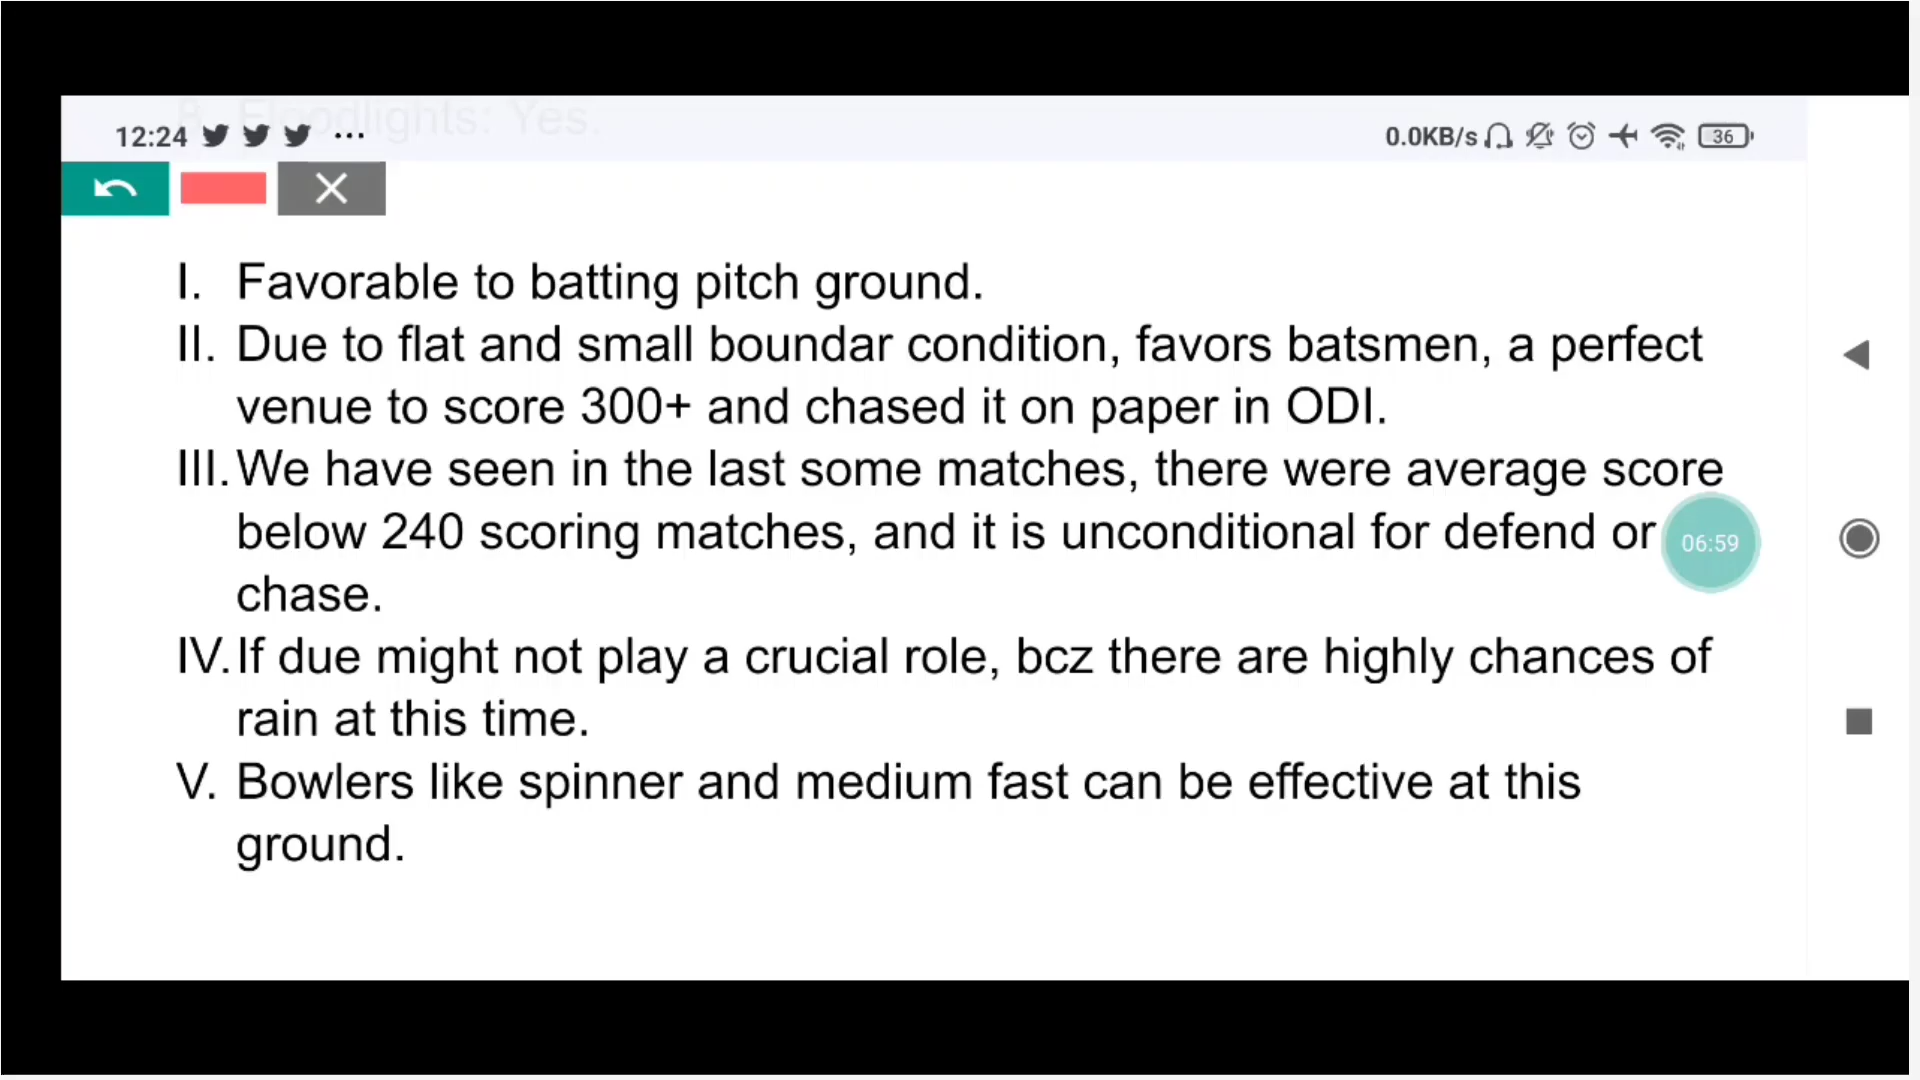 8. Floodlights: Yes.
12:24 ... 0.0KB/s 36
I. Favorable to batting pitch ground.
II. Due to flat and small boundar condition, favors batsmen, a perfect
venue to score 300+ and chased it on paper in ODI.
III. We have seen in the last some matches, there were average score
below 240 scoring matches, and it is unconditional for defend or
06:59
chase.
IV. If due might not play a crucial role, bcz there are highly chances of
rain at this time.
V. Bowlers like spinner and medium fast can be effective at this
ground.